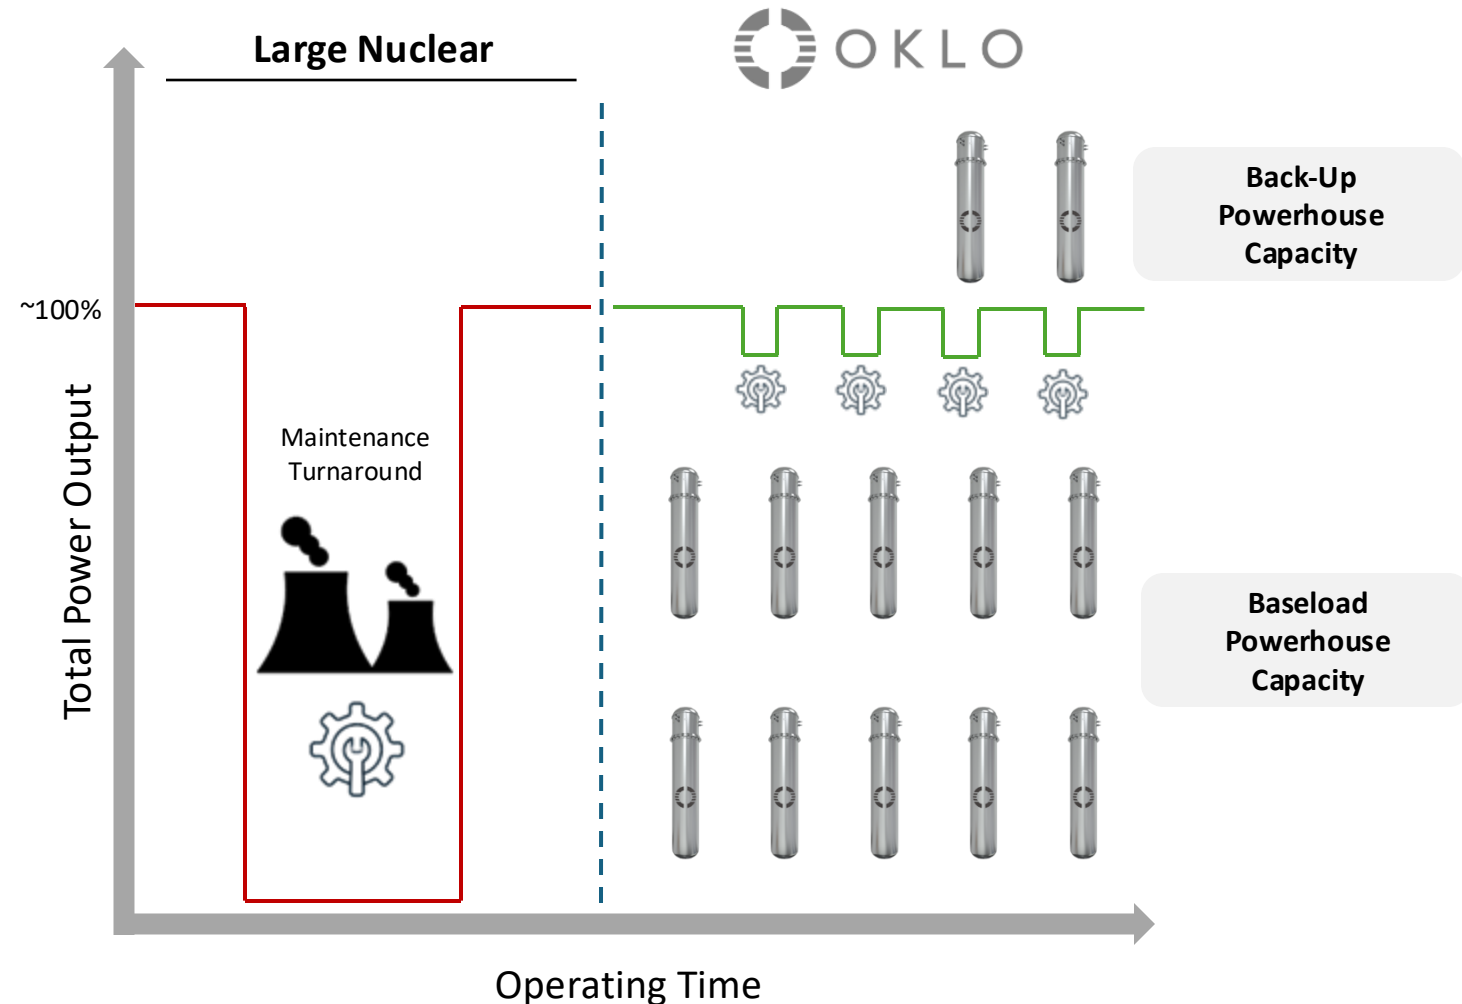 Large Nuclear
OKLO
Back-Up
Powerhouse
Capacity
~100%
Maintenance
Turnaround
Total Power Output
Baseload
Powerhouse
Capacity
Operating Time